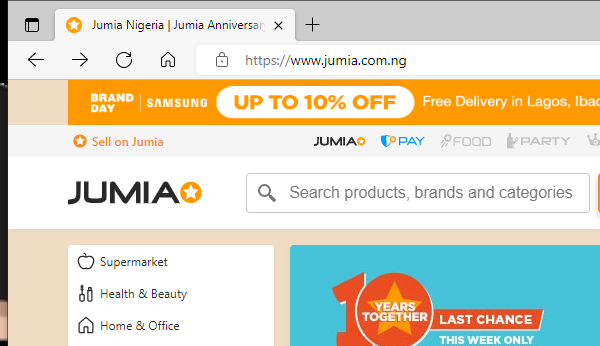 Jumia Nigeria | Jumia Anniversary
https://www.jumia.com.ng
BRAND DAY | SAMSUNG UP TO 10% OFF Free Delivery in Lagos,
Sell on Jumia JUMIA PAY FOOD PARTY
JUMIA Search products, brands and categories
Supermarket
Health & Beauty
Home & Office
10 YEARS TOGETHER
LAST CHANCE
THIS WEEK ONLY